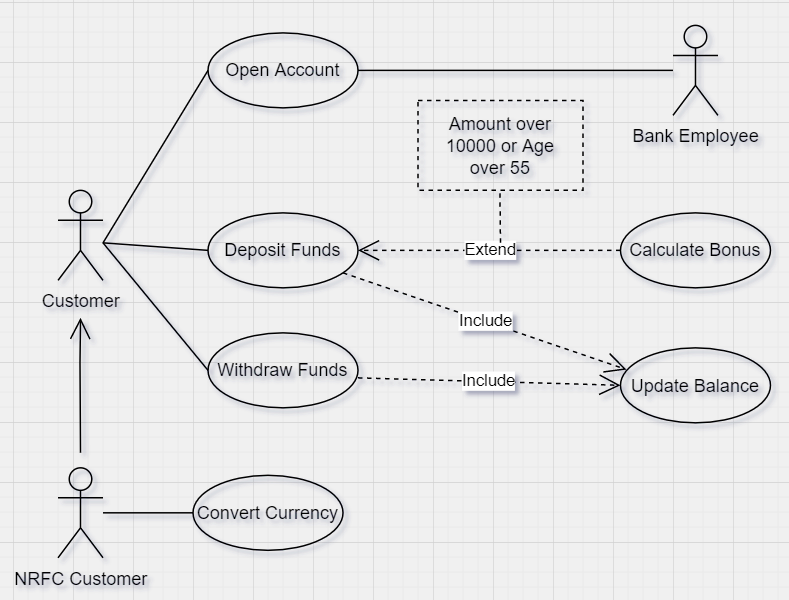 Open Account
Bank Employee
Amount over
10000 or Age
over 55
Customer
Deposit Funds
Extend
Calculate Bonus
Include
Withdraw Funds
Include
Update Balance
Convert Currency
NRFC Customer